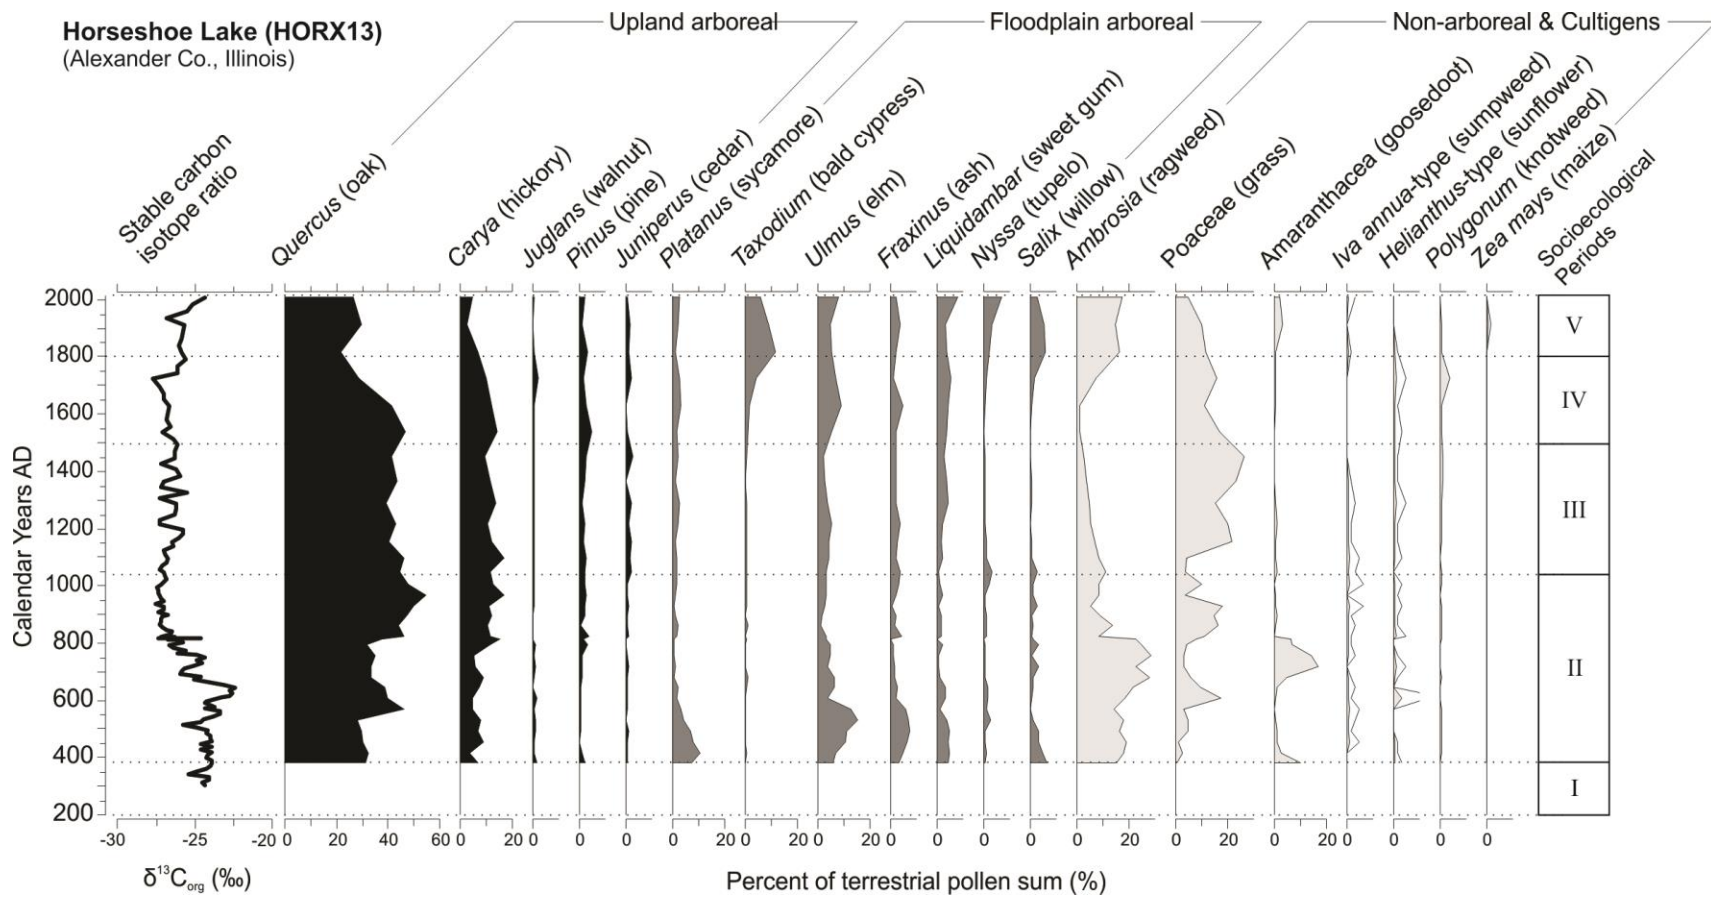 Horseshoe Lake (HORX13)
(Alexander Co., Illinois)
Upland arboreal
Floodplain arboreal
Non-arboreal & Cultigens
Stable carbon
isotope ratio
Quercus (oak)
Carya (hickory)
Juglans (walnut)
Pinus (pine)
Juniperus (cedar)
Platanus (sycamore)
Taxodium (bald cypress)
Ulmus (elm)
Fraxinus (ash)
Liquidambar (sweet gum)
Nyssa (tupelo)
Salix (willow)
Ambrosia (ragweed)
Poaceae (grass)
Amaranthacea (goosedoot)
Iva annua-type (sumpweed)
Helianthus-type (sunflower)
Polygonum (knotweed)
Zea mays (maize)
Socioecological
Periods
Calendar Years AD
2000
1800
1600
1400
1200
1000
800
600
400
200
V
IV
III
II
I
-30 -25 -20 0 20 40 60 0 20 0 0 0 0 20 0 20 0 20 0 0 0 0 0 20 0 20 0 20 0 0 0 0
δ¹³Corg (‰)
Percent of terrestrial pollen sum (%)